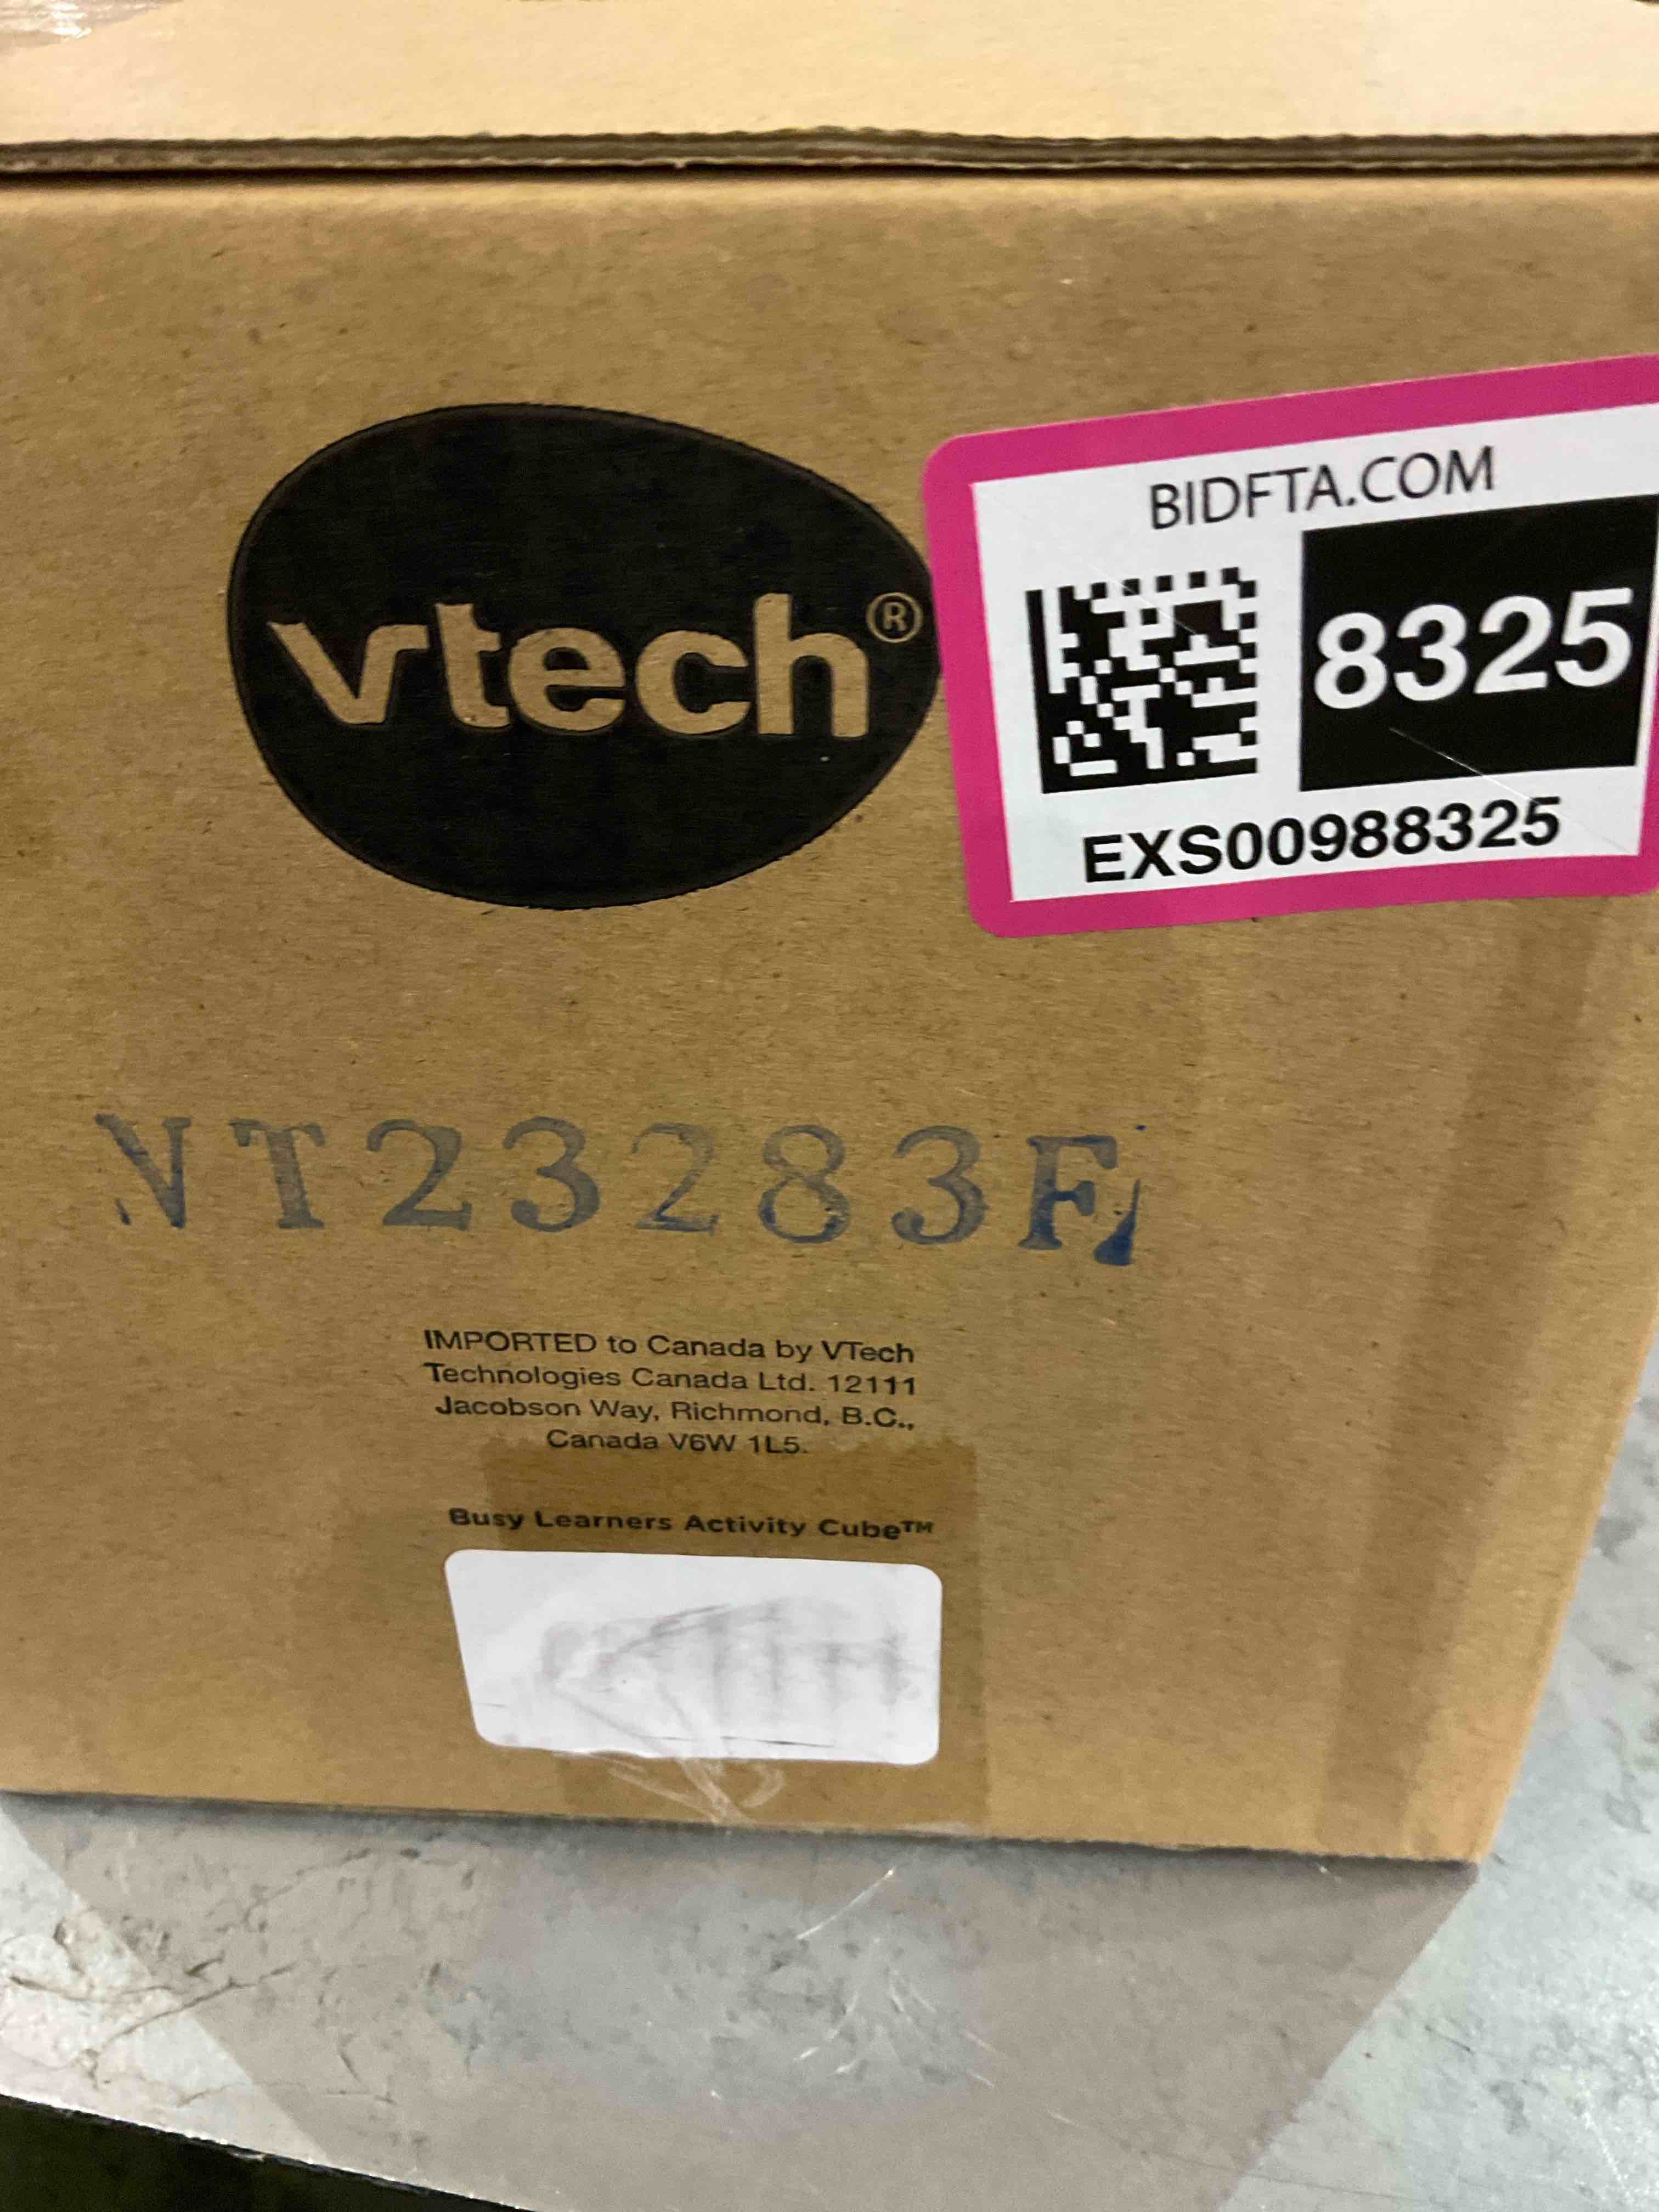 vtech®
BIDFTA.COM
8325
EXS00988325
NT23283F
IMPORTED to Canada by VTech
Technologies Canada Ltd. 12111
Jacobson Way, Richmond, B.C.,
Canada V6W 1L5.
Busy Learners Activity Cube™